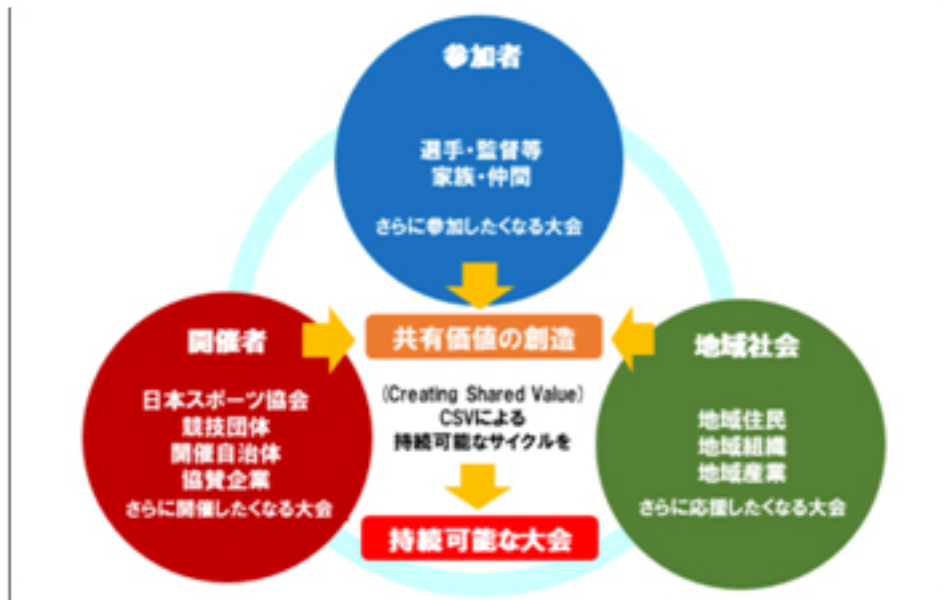 参加者
選手・監督等
家族・仲間
さらに参加したくなる大会
開催者
日本スポーツ協会
競技団体
開催自治体
協賛企業
さらに開催したくなる大会
共有価値の創造
(Creating Shared Value)
CSVによる
持続可能なサイクルを
持続可能な大会
地域社会
地域住民
地域組織
地域産業
さらに応援したくなる大会